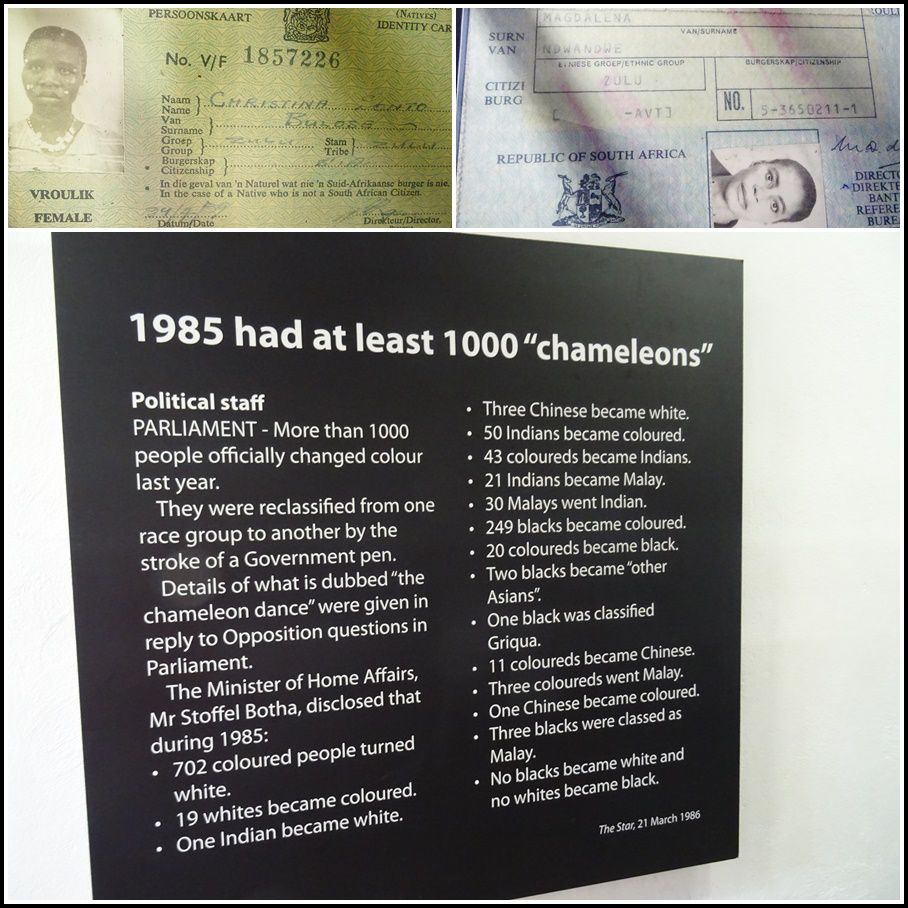 PERSOONSKAART
(NATIVES)
IDENTITY CAR
No. V/F 1857226
Naam
Name
CHRISTINA
Van
Surname
Groep
Group
ZULU
Stam
Tribe
ZULU
Burgerskap
Citizenship
• In die geval van 'n Naturel wat nie 'n Suid-Afrikaanse burger is nie.
In the case of a Native who is not a South African Citizen.
VROULIK
FEMALE
Datum/Date
Direkteur/Director,
MAGDALENA
SURN
VAN
VAN/SURNAME
NDWANDWE
ETNIESE GROEP/ETHNIC GROUP
ZULU
BURGERSKAP/CITIZENSHIP
CITIZE
BURG
NO. 5-3650211-1
[ -AVT]
REPUBLIC OF SOUTH AFRICA
DIRECT
DIREKTE
BANT
REFERE
BURE
1985 had at least 1000 “chameleons”
Political staff
PARLIAMENT - More than 1000
people officially changed colour
last year.
They were reclassified from one
race group to another by the
stroke of a Government pen.
Details of what is dubbed “the
chameleon dance” were given in
reply to Opposition questions in
Parliament.
The Minister of Home Affairs,
Mr Stoffel Botha, disclosed that
during 1985:
• 702 coloured people turned
white.
• 19 whites became coloured.
• One Indian became white.
• Three Chinese became white.
• 50 Indians became coloured.
• 43 coloureds became Indians.
• 21 Indians became Malay.
• 30 Malays went Indian.
• 249 blacks became coloured.
• 20 coloureds became black.
• Two blacks became “other
Asians”.
• One black was classified
Griqua.
• 11 coloureds became Chinese.
• Three coloureds went Malay.
• One Chinese became coloured.
• Three blacks were classed as
Malay.
• No blacks became white and
no whites became black.
The Star, 21 March 1986